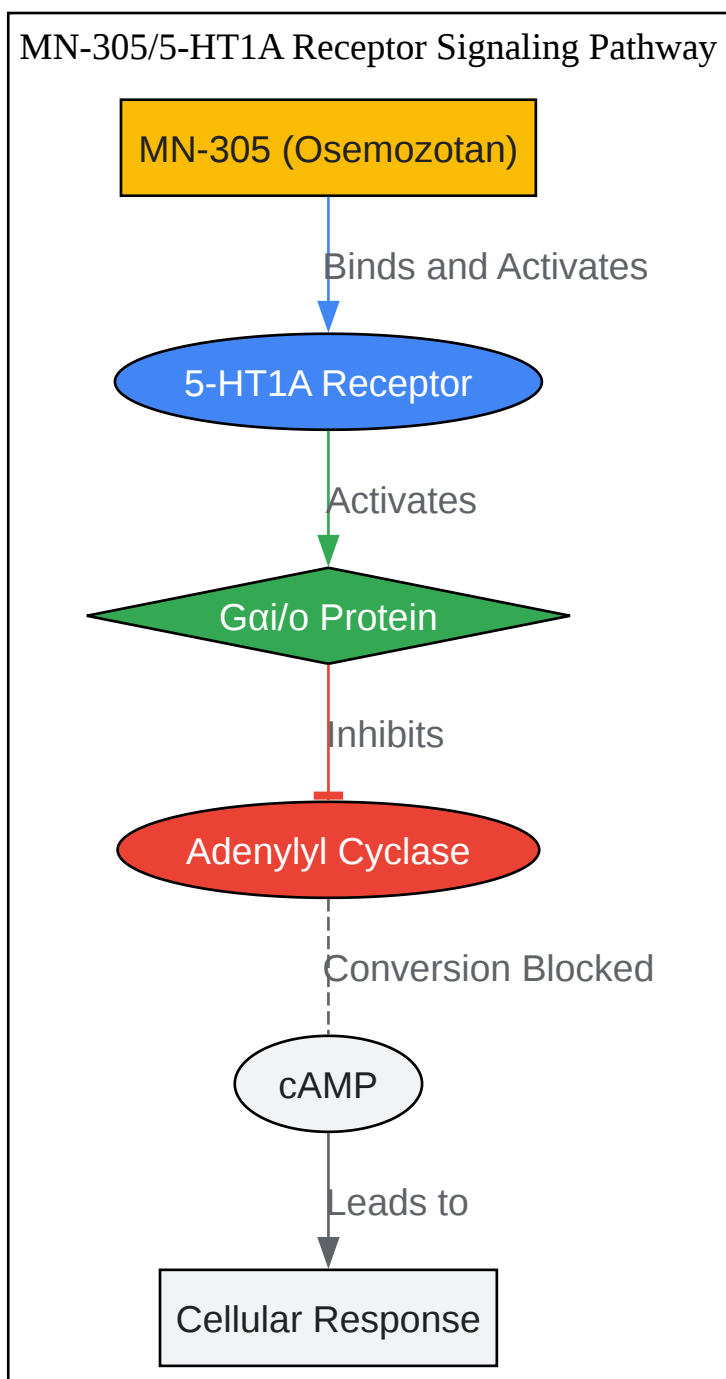 MN-305/5-HT1A Receptor Signaling Pathway
MN-305 (Osemozotan)
Binds and Activates
5-HT1A Receptor
Activates
Gαi/o Protein
Inhibits
Adenylyl Cyclase
Conversion Blocked
cAMP
Leads to
Cellular Response